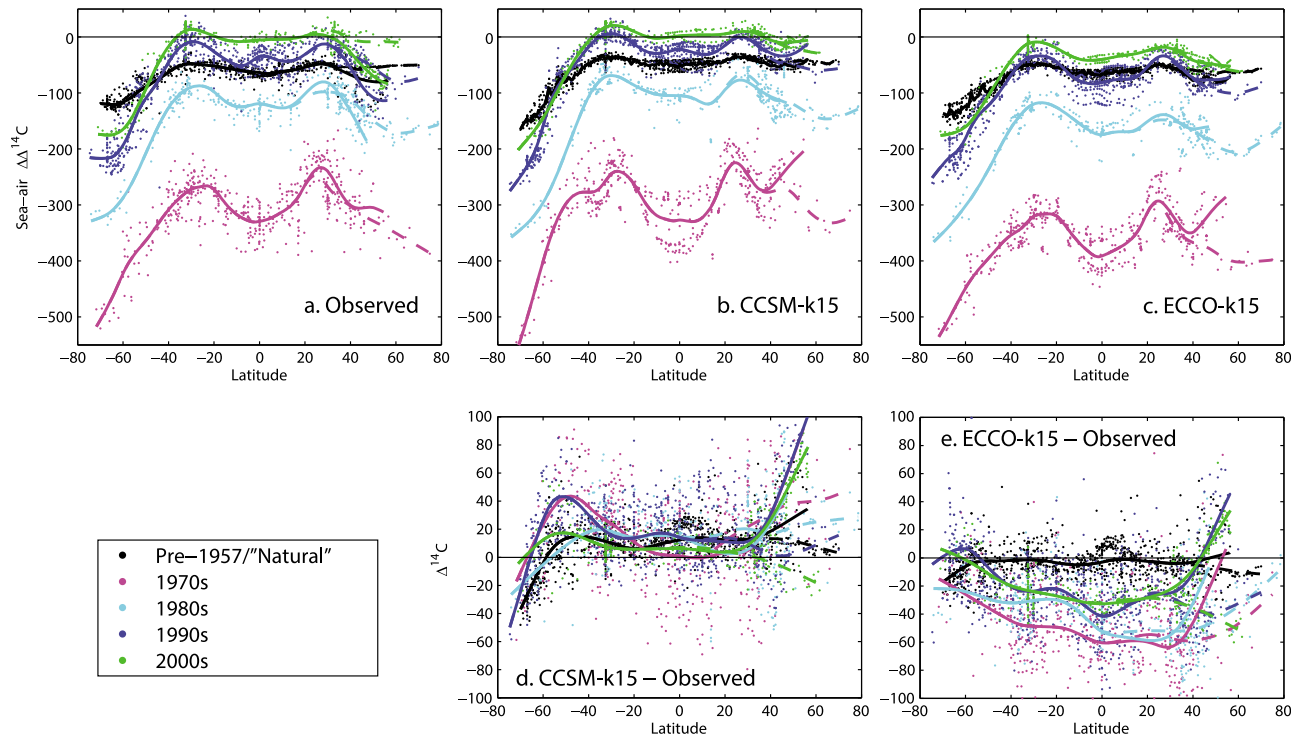 0
−100
−200
−300
−400
−500
Sea−air ΔΔ¹⁴C
a. Observed
−80 −60 −40 −20 0 20 40 60 80
Latitude
0
−100
−200
−300
−400
−500
b. CCSM-k15
−80 −60 −40 −20 0 20 40 60 80
Latitude
0
−100
−200
−300
−400
−500
c. ECCO-k15
−80 −60 −40 −20 0 20 40 60 80
Latitude
Pre−1957/"Natural"
1970s
1980s
1990s
2000s
100
80
60
40
20
0
−20
−40
−60
−80
−100
Δ¹⁴C
d. CCSM-k15 − Observed
−80 −60 −40 −20 0 20 40 60 80
Latitude
100
80
60
40
20
0
−20
−40
−60
−80
−100
e. ECCO-k15 − Observed
−80 −60 −40 −20 0 20 40 60 80
Latitude